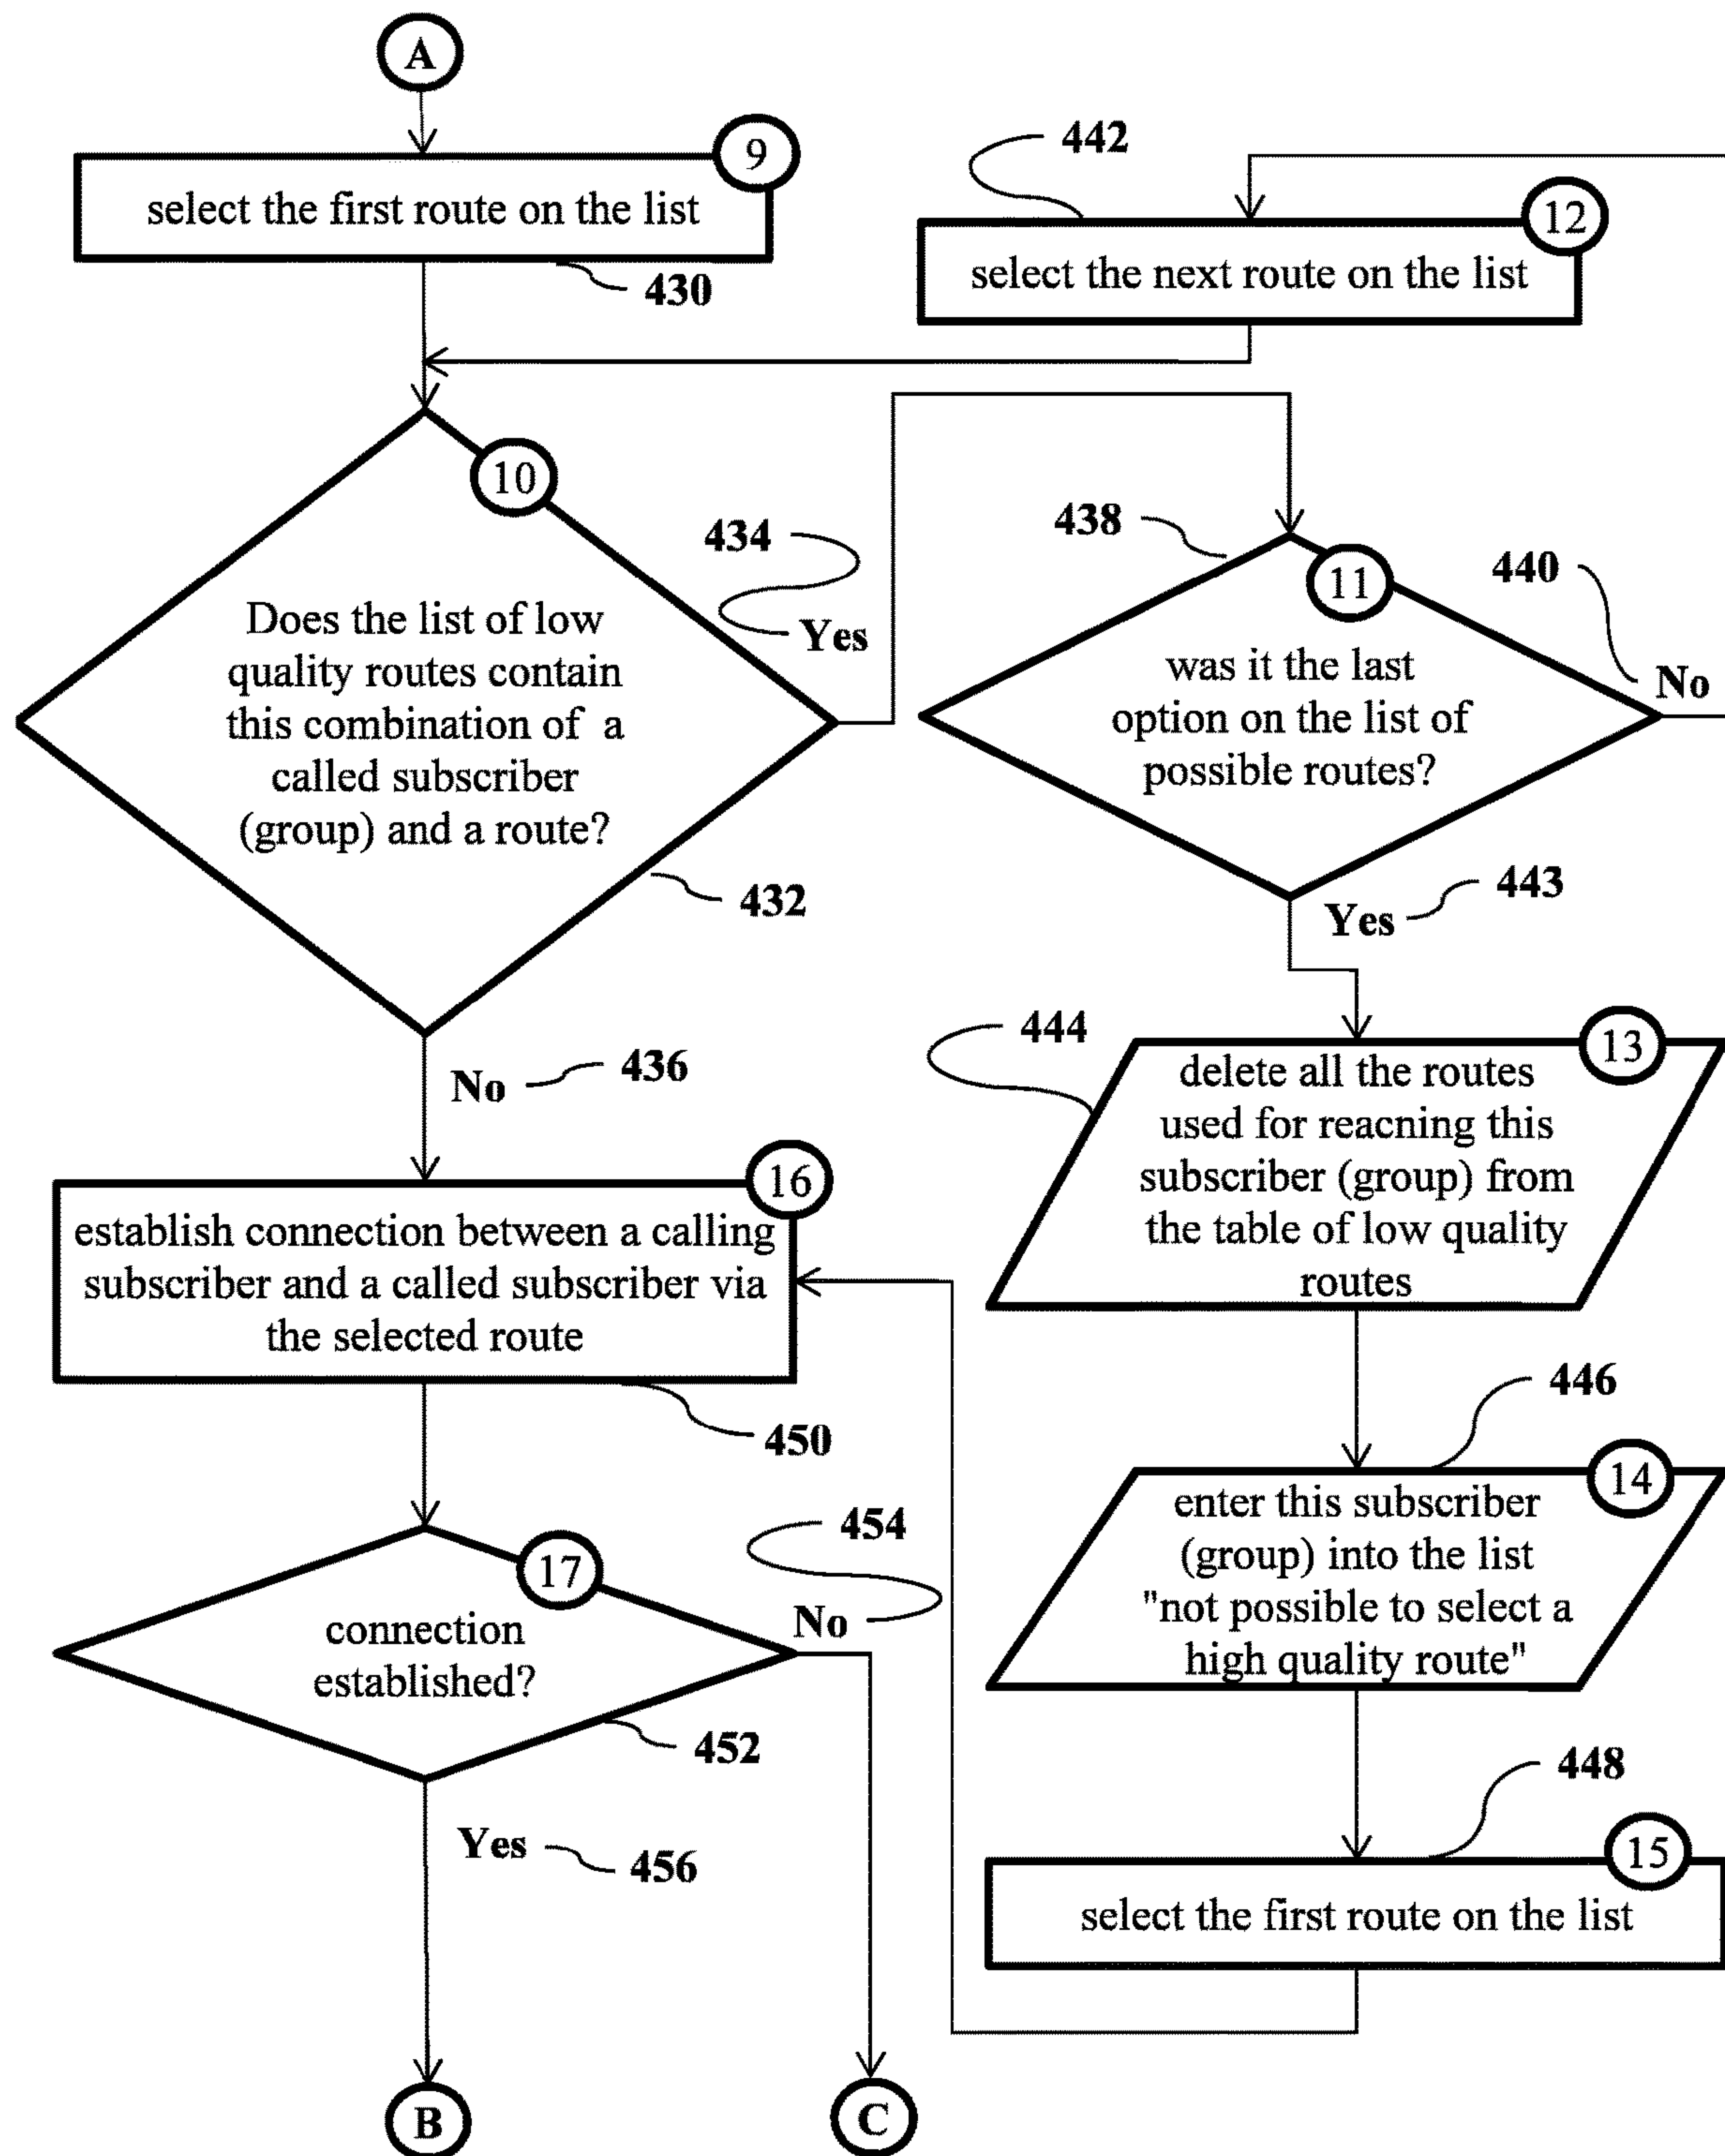 A
9
select the first route on the list
430
442
12
select the next route on the list
10
434
Yes
Does the list of low
quality routes contain
this combination of a
called subscriber
(group) and a route?
432
438
11
440
No
was it the last
option on the list of
possible routes?
443
Yes
No
436
444
13
delete all the routes
used for reacning this
subscriber (group) from
the table of low quality
routes
16
establish connection between a calling
subscriber and a called subscriber via
the selected route
450
446
14
enter this subscriber
(group) into the list
"not possible to select a
high quality route"
17
454
No
connection
established?
452
448
15
select the first route on the list
Yes
456
B
C